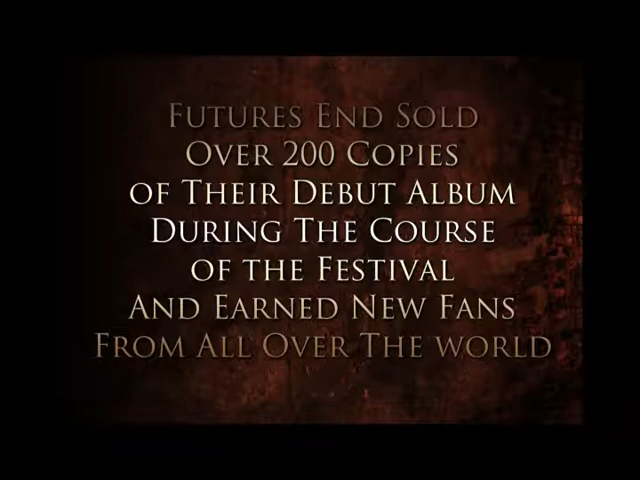 Futures End Sold
Over 200 Copies
of Their Debut Album
During The Course
of the Festival
And Earned New Fans
From All Over The world